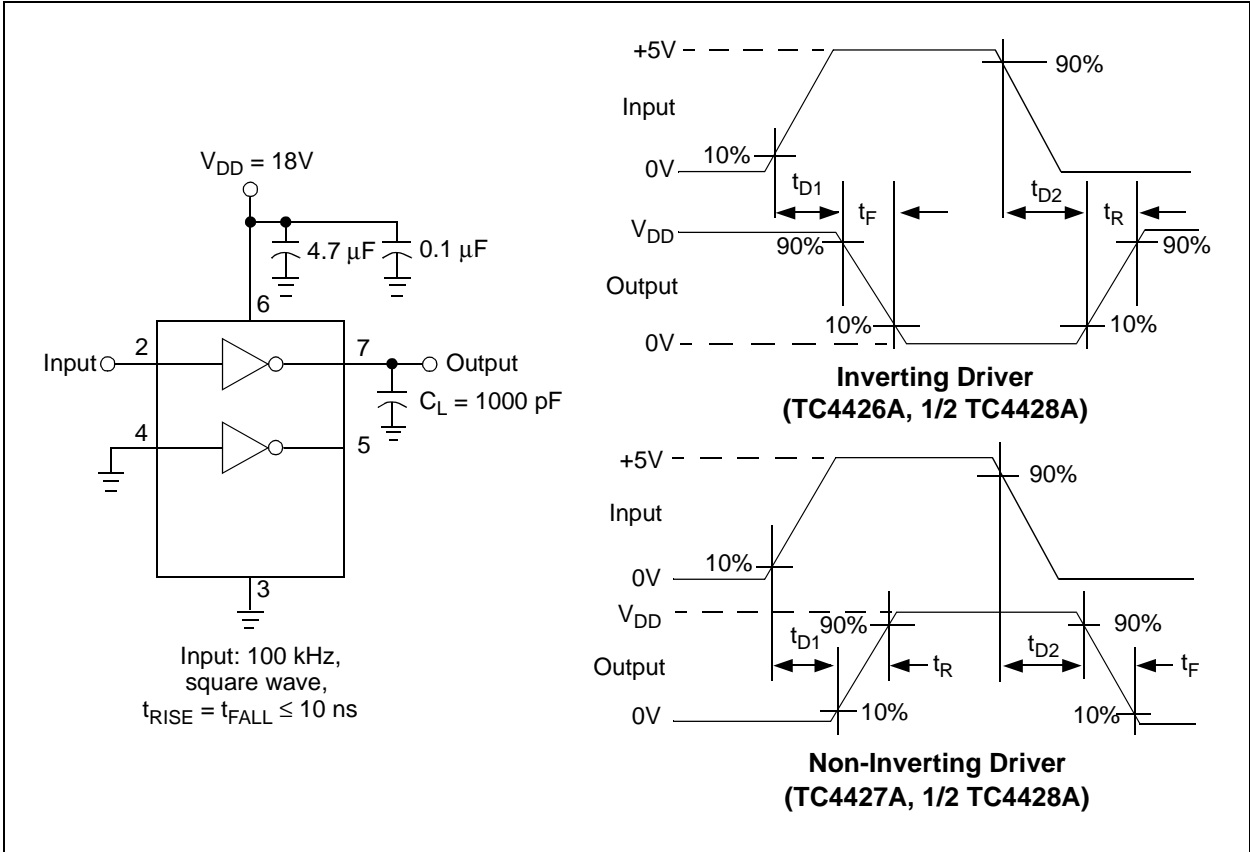 V_DD = 18V
4.7 μF
0.1 μF
6
Input
2
7
Output
C_L = 1000 pF
4
5
3
Input: 100 kHz,
square wave,
t_RISE = t_FALL ≤ 10 ns
+5V
90%
Input
10%
0V
t_D1
t_F
t_D2
t_R
V_DD
90%
90%
Output
10%
10%
0V
Inverting Driver
(TC4426A, 1/2 TC4428A)
+5V
90%
Input
10%
0V
V_DD
t_D1
90%
t_D2
90%
Output
t_R
t_F
0V
10%
10%
Non-Inverting Driver
(TC4427A, 1/2 TC4428A)